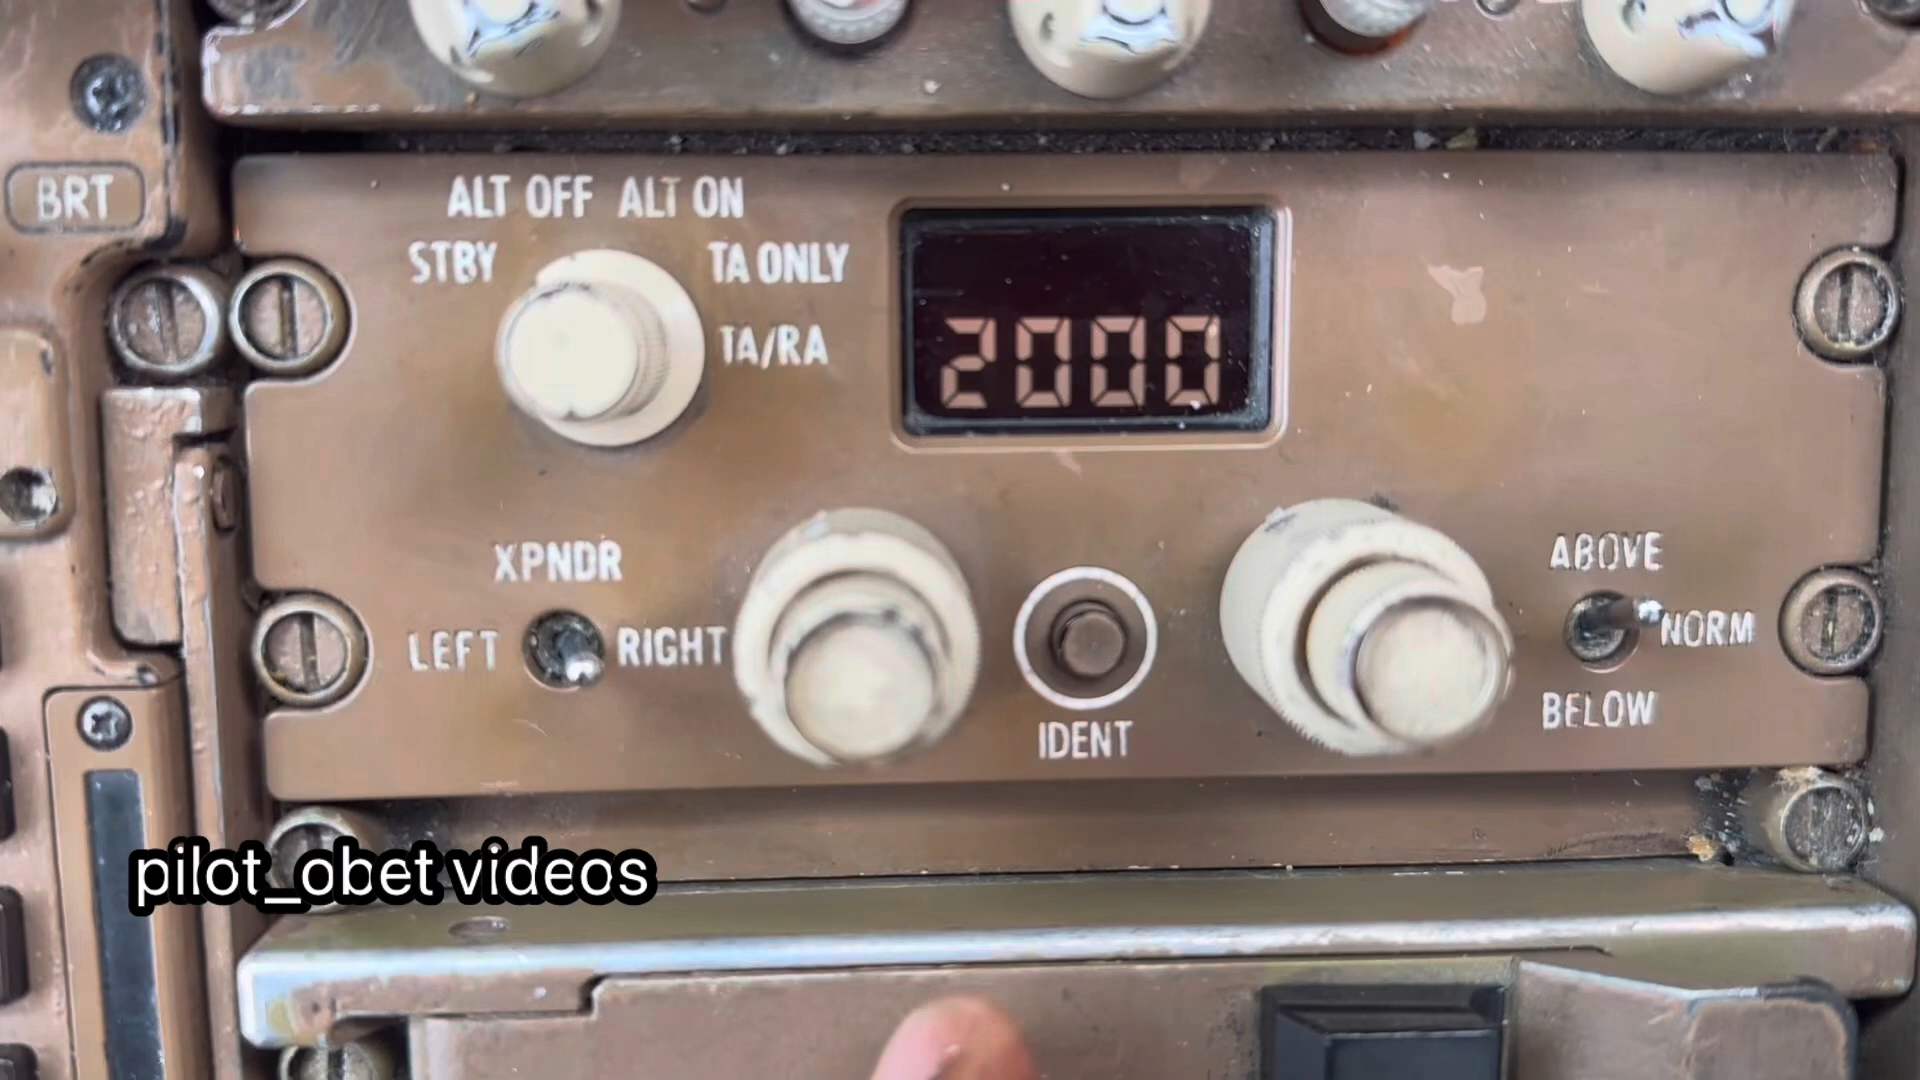 BRT
ALT OFF ALT ON
STBY TA ONLY
TA/RA
2000
XPNDR
LEFT RIGHT
IDENT
ABOVE
NORM
BELOW
pilot_obet videos